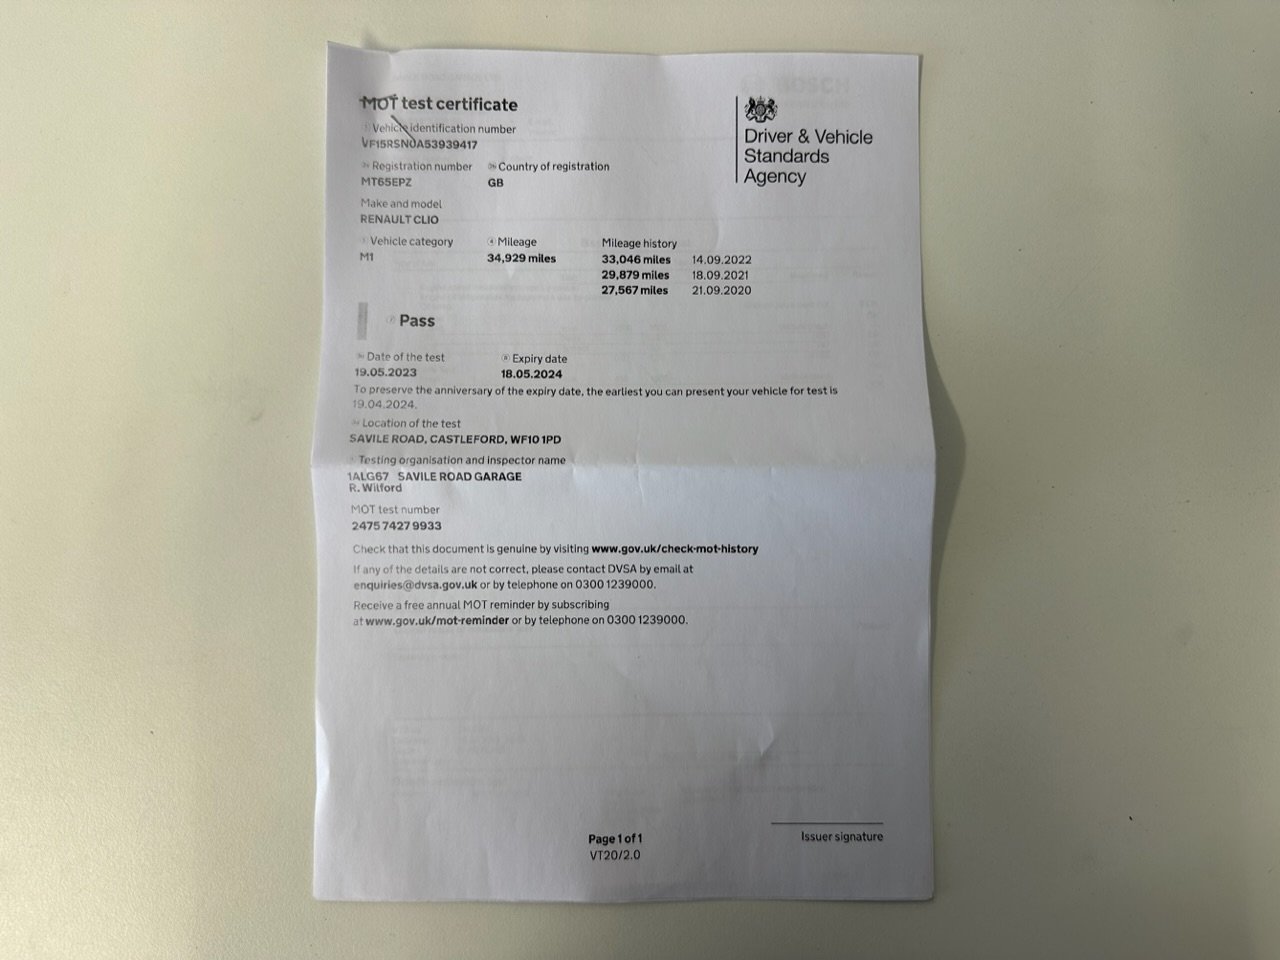 MOT test certificate
Vehicle identification number
VF15RSN0A53939417
Registration number
MT65EPZ
Country of registration
GB
Make and model
RENAULT CLIO
Vehicle category
M1
Mileage
34,929 miles
Mileage history
33,046 miles 14.09.2022
29,879 miles 18.09.2021
27,567 miles 21.09.2020
Pass
Date of the test
19.05.2023
Expiry date
18.05.2024
To preserve the anniversary of the expiry date, the earliest you can present your vehicle for test is
19.04.2024.
Location of the test
SAVILE ROAD, CASTLEFORD, WF10 1PD
Testing organisation and inspector name
1ALG67 SAVILE ROAD GARAGE
R. Wilford
MOT test number
2475 7427 9933
Check that this document is genuine by visiting www.gov.uk/check-mot-history
If any of the details are not correct, please contact DVSA by email at
enquiries@dvsa.gov.uk or by telephone on 0300 1239000.
Receive a free annual MOT reminder by subscribing
at www.gov.uk/mot-reminder or by telephone on 0300 1239000.
Driver & Vehicle
Standards
Agency
Page 1 of 1
VT20/2.0
Issuer signature